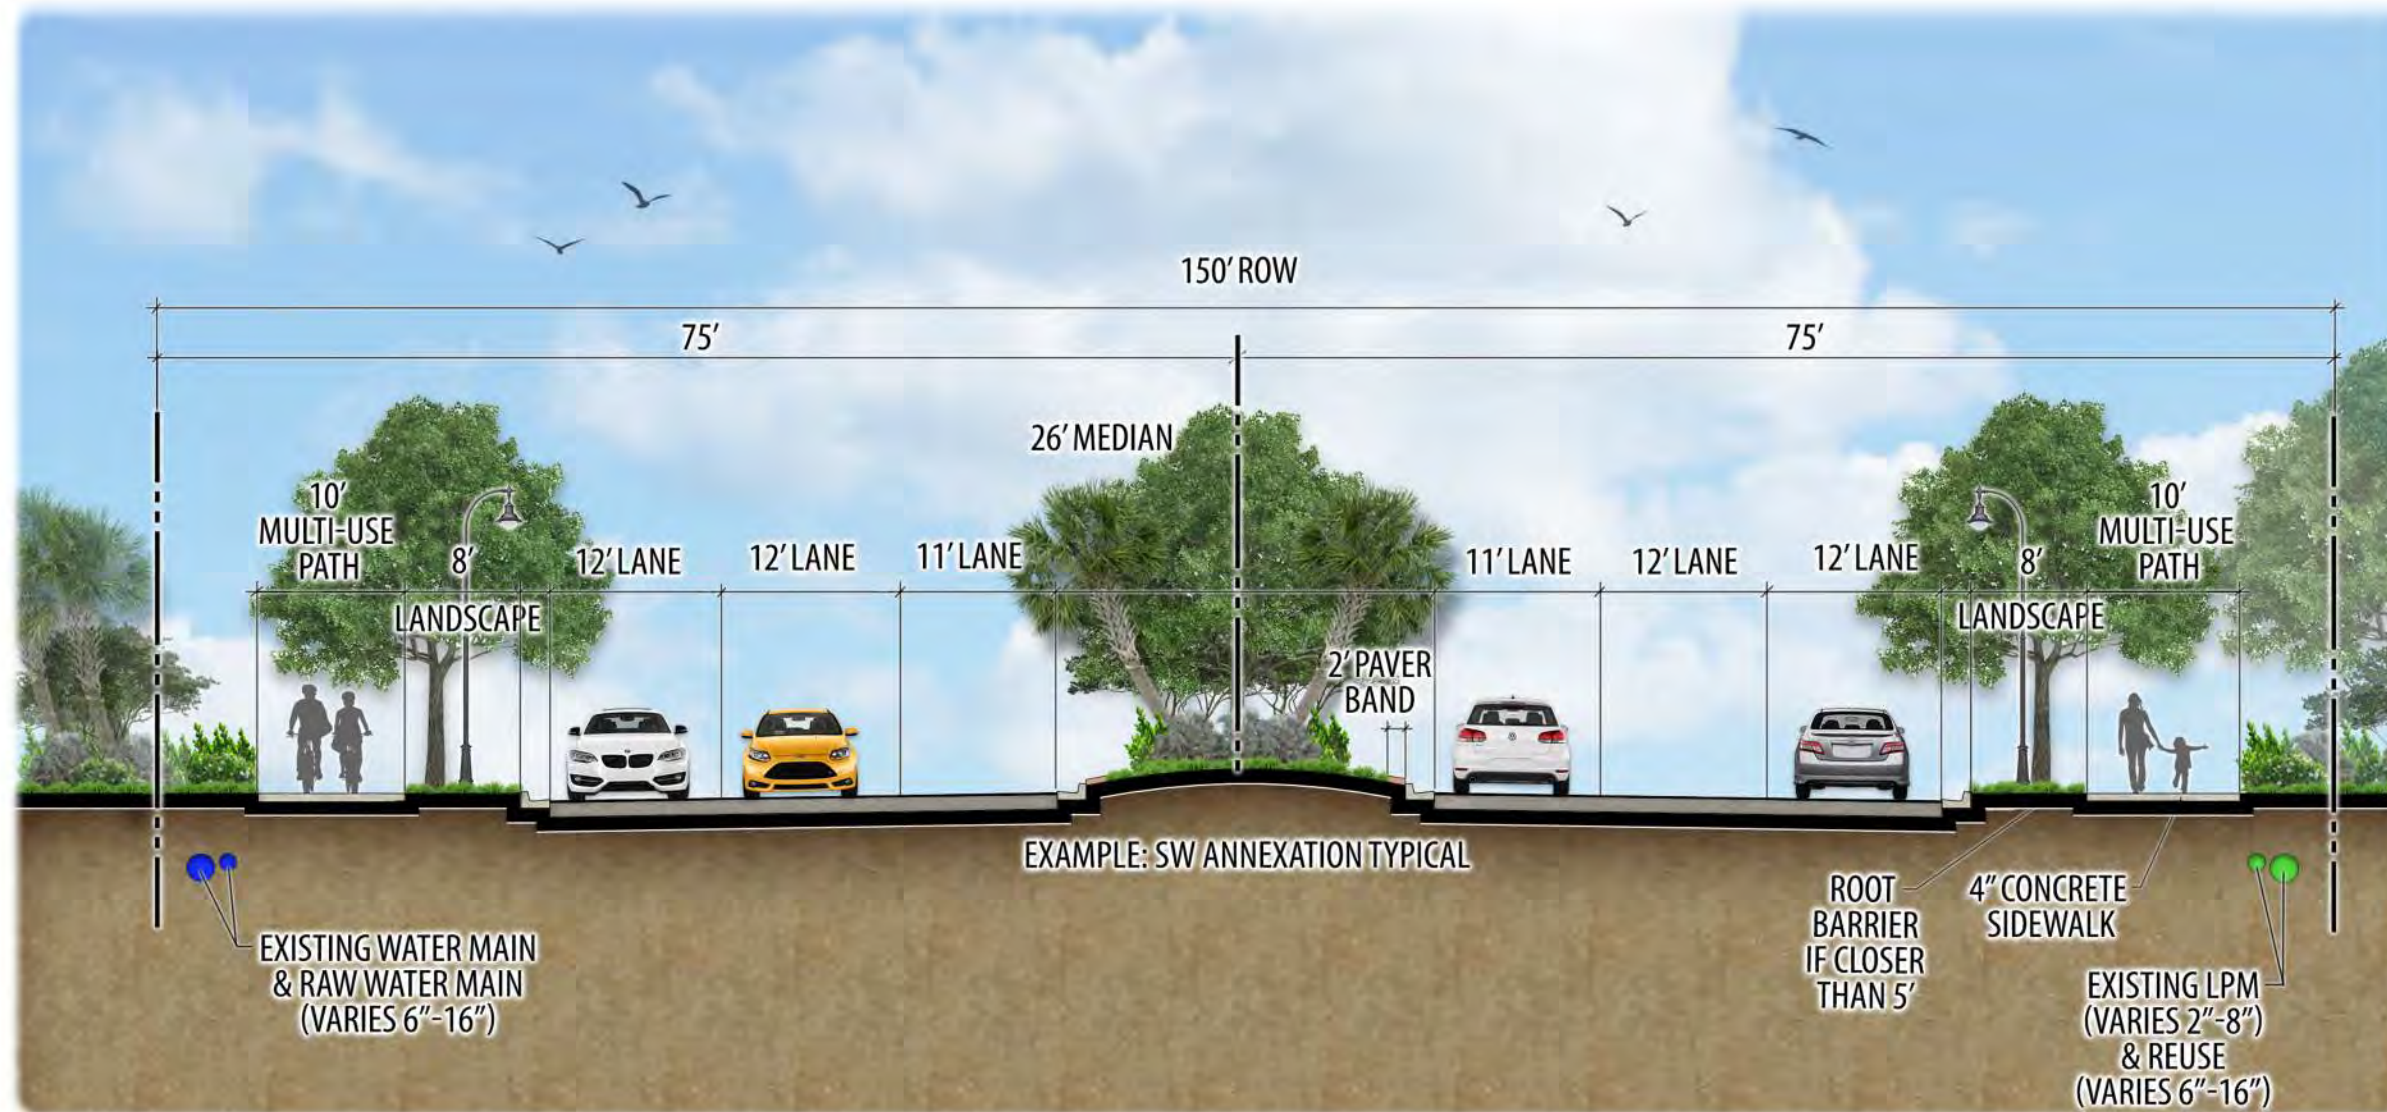 150' ROW
75'
75'
26' MEDIAN
10'
MULTI-USE
PATH
8'
LANDSCAPE
12' LANE
12' LANE
11' LANE
2' PAVER
BAND
11' LANE
12' LANE
12' LANE
8'
LANDSCAPE
10'
MULTI-USE
PATH
EXAMPLE: SW ANNEXATION TYPICAL
EXISTING WATER MAIN
& RAW WATER MAIN
(VARIES 6"-16")
ROOT
BARRIER
IF CLOSER
THAN 5'
4" CONCRETE
SIDEWALK
EXISTING LPM
(VARIES 2"-8")
& REUSE
(VARIES 6"-16")